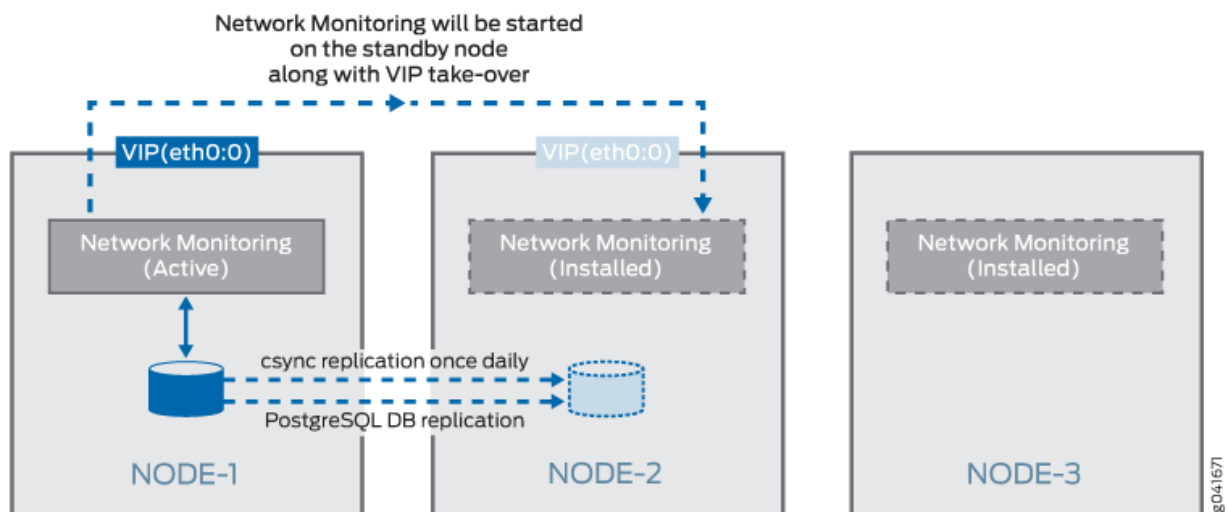 Network Monitoring will be started
on the standby node
along with VIP take-over
VIP(eth0:0)
VIP(eth0:0)
Network Monitoring
(Active)
Network Monitoring
(Installed)
Network Monitoring
(Installed)
csync replication once daily
PostgreSQL DB replication
NODE-1
NODE-2
NODE-3
g041671